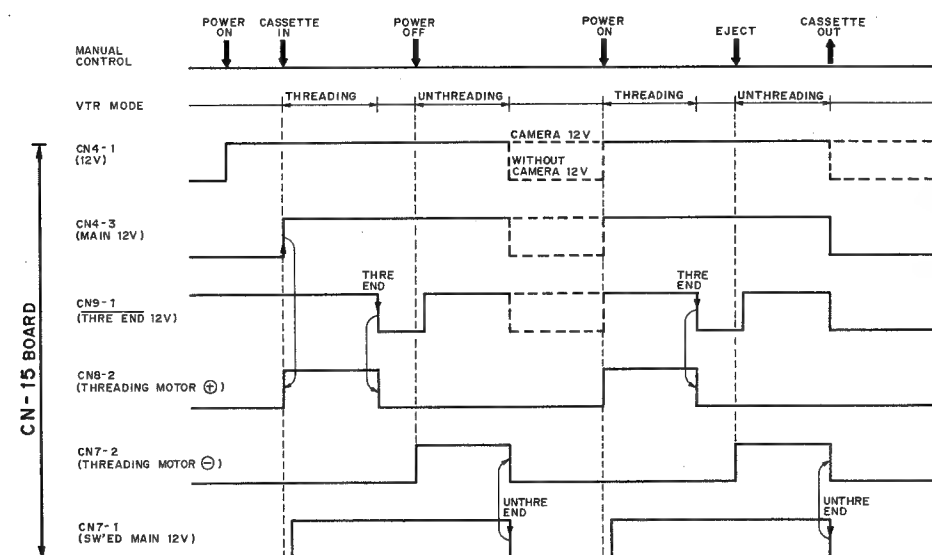 POWER ON
CASSETTE IN
POWER OFF
POWER ON
EJECT
CASSETTE OUT
MANUAL CONTROL
VTR MODE
THREADING
UNTHREADING
THREADING
UNTHREADING
CN4-1 (12V)
CAMERA 12V
WITHOUT CAMERA 12V
CN4-3 (MAIN 12V)
THRE END
THRE END
CN9-1 (THRE END 12V)
CN8-2 (THREADING MOTOR ⊕)
CN7-2 (THREADING MOTOR ⊖)
UNTHRE END
UNTHRE END
CN7-1 (SW'ED MAIN 12V)
CN-15 BOARD